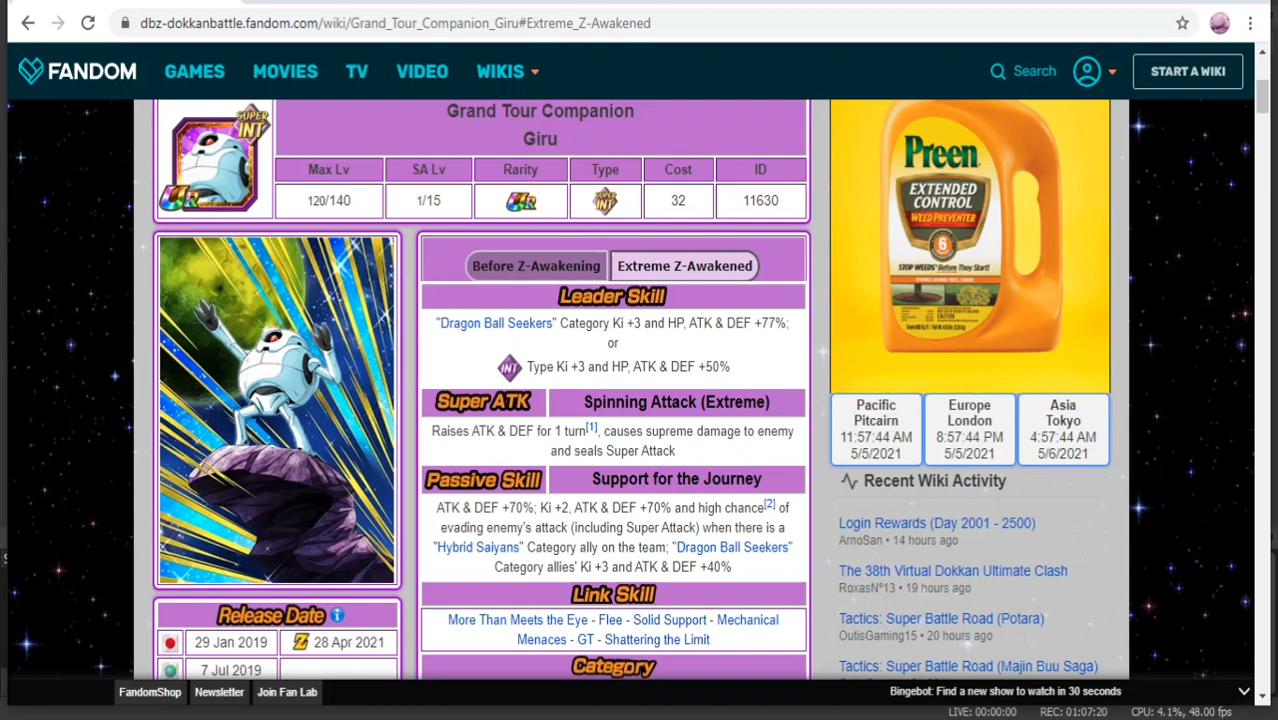 dbz-dokkanbattle.fandom.com/wiki/Grand_Tour_Companion_Giru#Extreme_Z-Awakened
FANDOM GAMES MOVIES TV VIDEO WIKIS Search START A WIKI
Grand Tour Companion
Giru
SUPER
INT
UR
Max Lv SA Lv Rarity Type Cost ID
120/140 1/15 UR SUPER INT 32 11630
Before Z-Awakening Extreme Z-Awakened
Leader Skill
"Dragon Ball Seekers" Category Ki +3 and HP, ATK & DEF +77%;
or
INT Type Ki +3 and HP, ATK & DEF +50%
Super ATK Spinning Attack (Extreme)
Raises ATK & DEF for 1 turn[1], causes supreme damage to enemy
and seals Super Attack
Passive Skill Support for the Journey
ATK & DEF +70%; Ki +2, ATK & DEF +70% and high chance[2] of
evading enemy's attack (including Super Attack) when there is a
"Hybrid Saiyans" Category ally on the team; "Dragon Ball Seekers"
Category allies' Ki +3 and ATK & DEF +40%
Link Skill
More Than Meets the Eye - Flee - Solid Support - Mechanical
Menaces - GT - Shattering the Limit
Category
Release Date i
29 Jan 2019 Z 28 Apr 2021
7 Jul 2019
Preen
EXTENDED
CONTROL
WEED PREVENTER
6
STOP WEEDS Before They Start!
Pacific
Pitcairn
11:57:44 AM
5/5/2021
Europe
London
8:57:44 PM
5/5/2021
Asia
Tokyo
4:57:44 AM
5/6/2021
Recent Wiki Activity
Login Rewards (Day 2001 - 2500)
ArnoSan • 14 hours ago
The 38th Virtual Dokkan Ultimate Clash
RoxasNº13 • 19 hours ago
Tactics: Super Battle Road (Potara)
OutisGaming15 • 20 hours ago
Tactics: Super Battle Road (Majin Buu Saga)
FandomShop Newsletter Join Fan Lab Bingebot: Find a new show to watch in 30 seconds
LIVE: 00:00:00 REC: 01:07:20 CPU: 4.1%, 48.00 fps